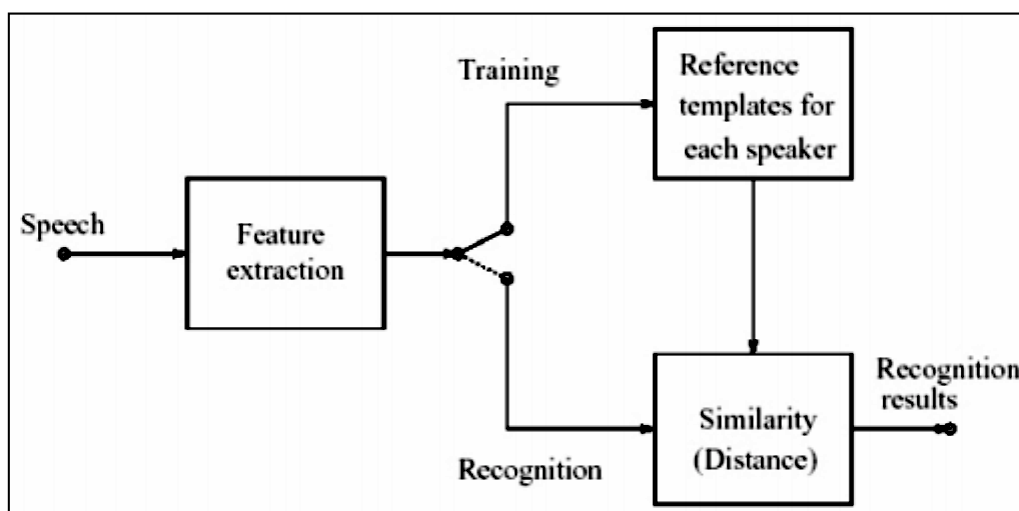 Training
Reference
templates for
each speaker
Speech
Feature
extraction
Recognition
results
Similarity
(Distance)
Recognition